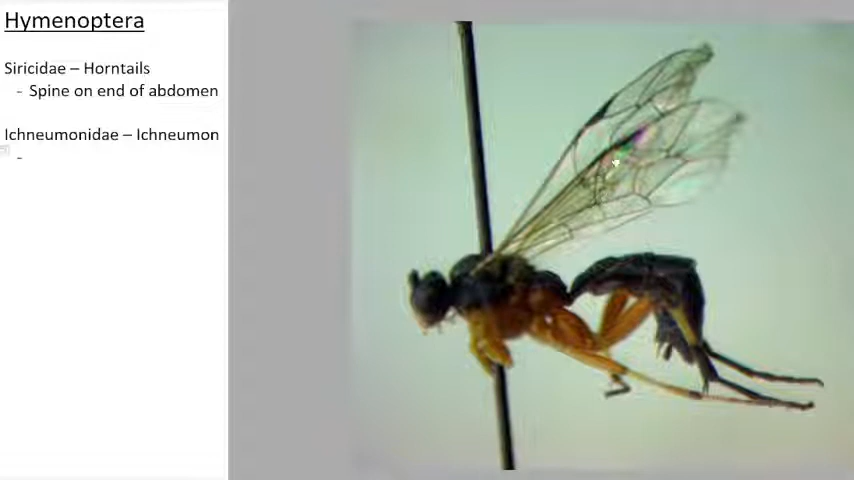 Hymenoptera
Siricidae – Horntails
- Spine on end of abdomen
Ichneumonidae – Ichneumon
-